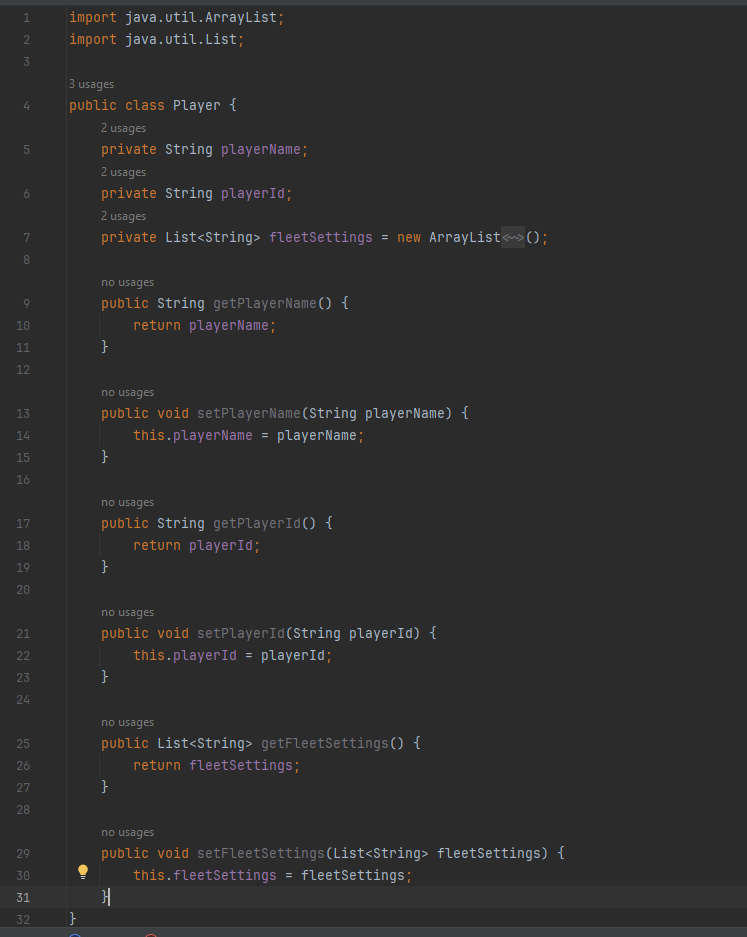 1 import java.util.ArrayList;
2 import java.util.List;
3
3 usages
4 public class Player {
2 usages
5 private String playerName;
2 usages
6 private String playerId;
2 usages
7 private List<String> fleetSettings = new ArrayList<~>();
8
no usages
9 public String getPlayerName() {
10 return playerName;
11 }
12
no usages
13 public void setPlayerName(String playerName) {
14 this.playerName = playerName;
15 }
16
no usages
17 public String getPlayerId() {
18 return playerId;
19 }
20
no usages
21 public void setPlayerId(String playerId) {
22 this.playerId = playerId;
23 }
24
no usages
25 public List<String> getFleetSettings() {
26 return fleetSettings;
27 }
28
no usages
29 public void setFleetSettings(List<String> fleetSettings) {
30 this.fleetSettings = fleetSettings;
31 }
32 }